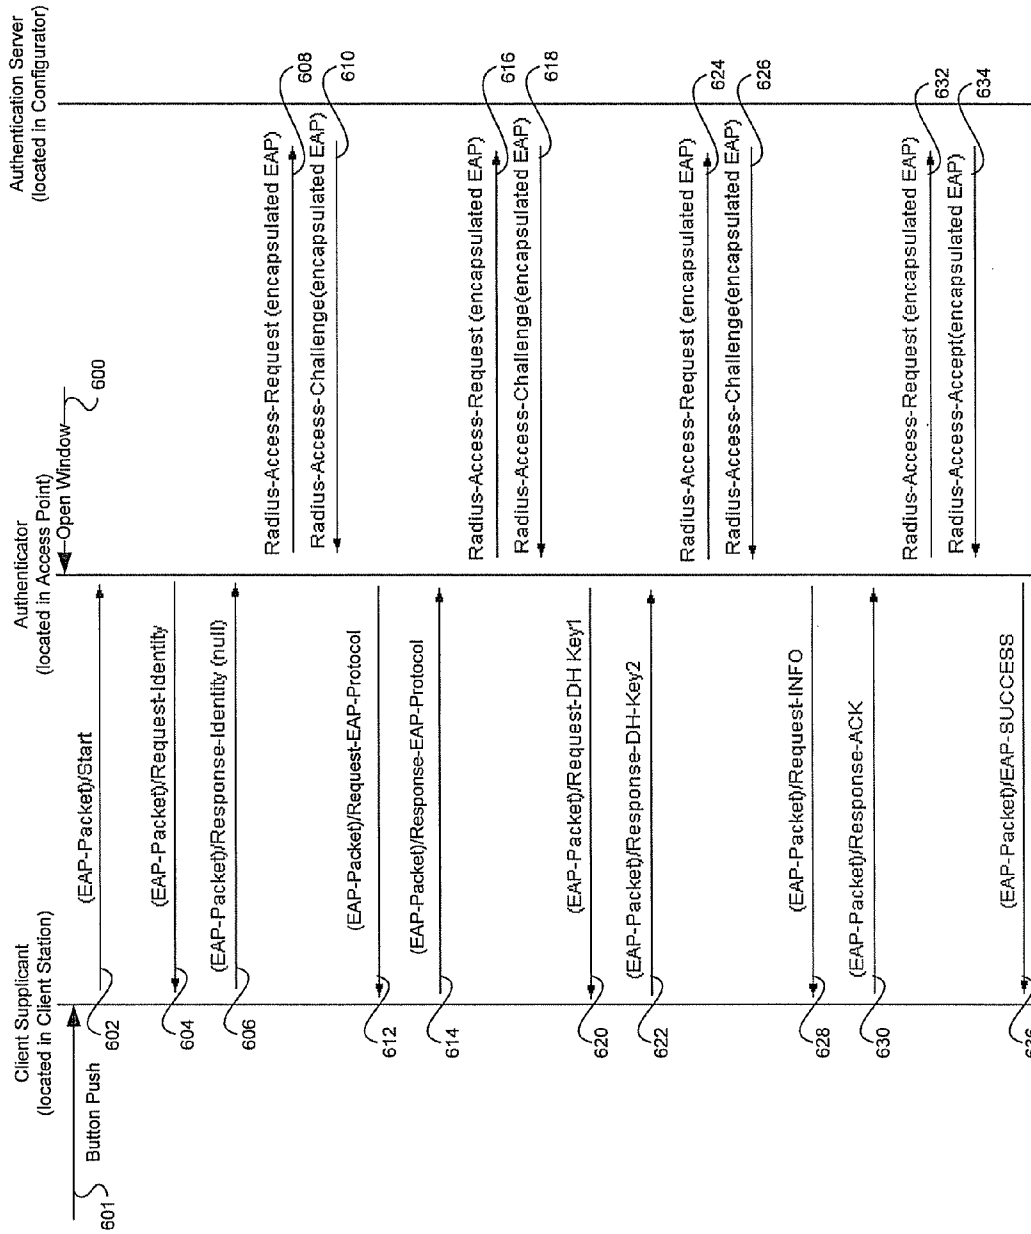 Client Supplicant
(located in Client Station)
Authenticator
(located in Access Point)
Authentication Server
(located in Configurator)
601
Button Push
Open Window
600
(EAP-Packet)/Start
602
(EAP-Packet)/Request-Identity
604
(EAP-Packet)/Response-Identity (null)
606
Radius-Access-Request (encapsulated EAP)
608
Radius-Access-Challenge(encapsulated EAP)
610
(EAP-Packet)/Request-EAP-Protocol
612
(EAP-Packet)/Response-EAP-Protocol
614
Radius-Access-Request (encapsulated EAP)
616
Radius-Access-Challenge(encapsulated EAP)
618
(EAP-Packet)/Request-DH Key1
620
(EAP-Packet)/Response-DH-Key2
622
Radius-Access-Request (encapsulated EAP)
624
Radius-Access-Challenge(encapsulated EAP)
626
(EAP-Packet)/Request-INFO
628
(EAP-Packet)/Response-ACK
630
Radius-Access-Request (encapsulated EAP)
632
Radius-Access-Accept(encapsulated EAP)
634
(EAP-Packet)/EAP-SUCCESS
636